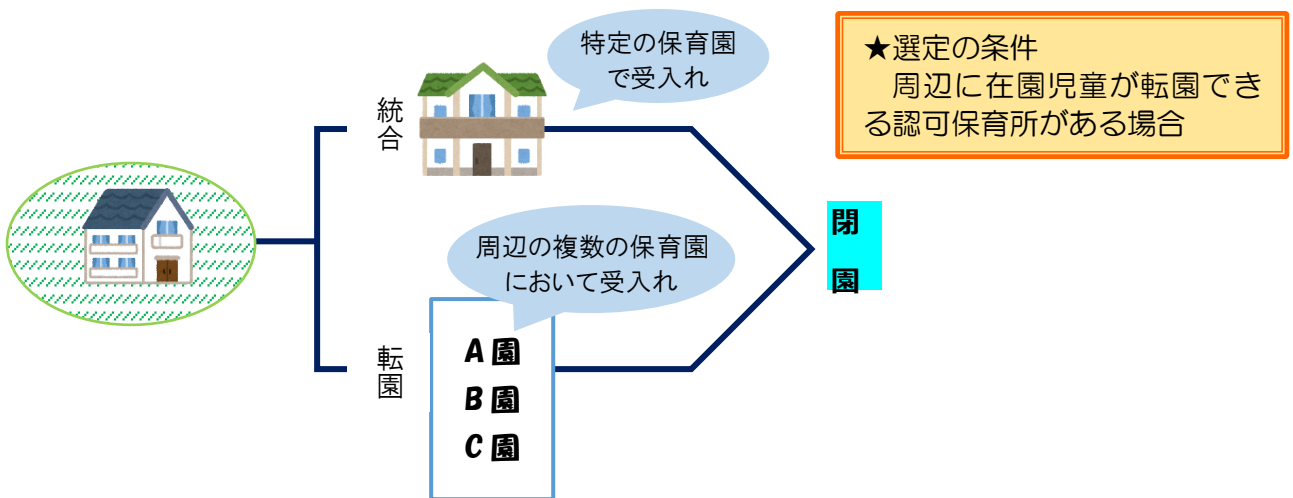 特定の保育園
で受入れ
★選定の条件
　周辺に在園児童が転園でき
る認可保育所がある場合
統合
周辺の複数の保育園
において受入れ
閉
園
転園
A園
B園
C園